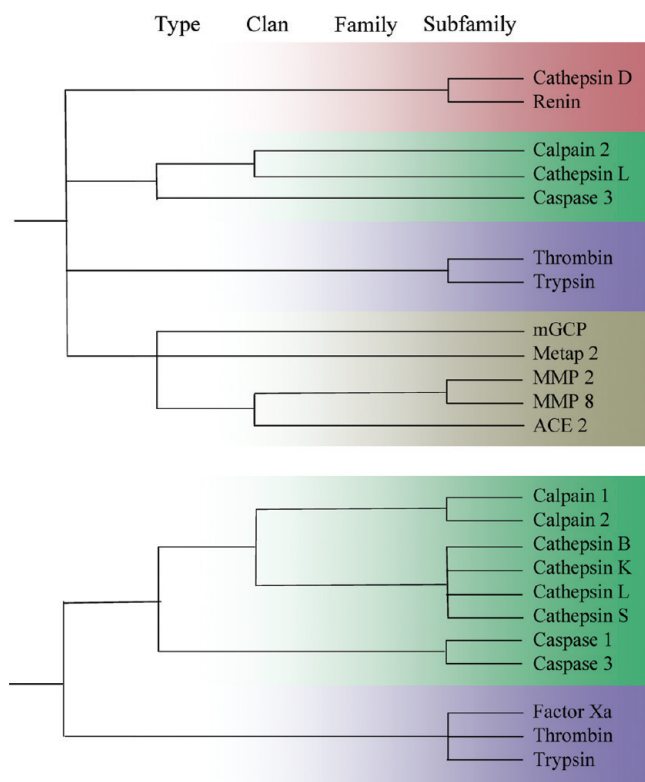 Type Clan Family Subfamily
Cathepsin D
Renin
Calpain 2
Cathepsin L
Caspase 3
Thrombin
Trypsin
mGCP
Metap 2
MMP 2
MMP 8
ACE 2
Calpain 1
Calpain 2
Cathepsin B
Cathepsin K
Cathepsin L
Cathepsin S
Caspase 1
Caspase 3
Factor Xa
Thrombin
Trypsin